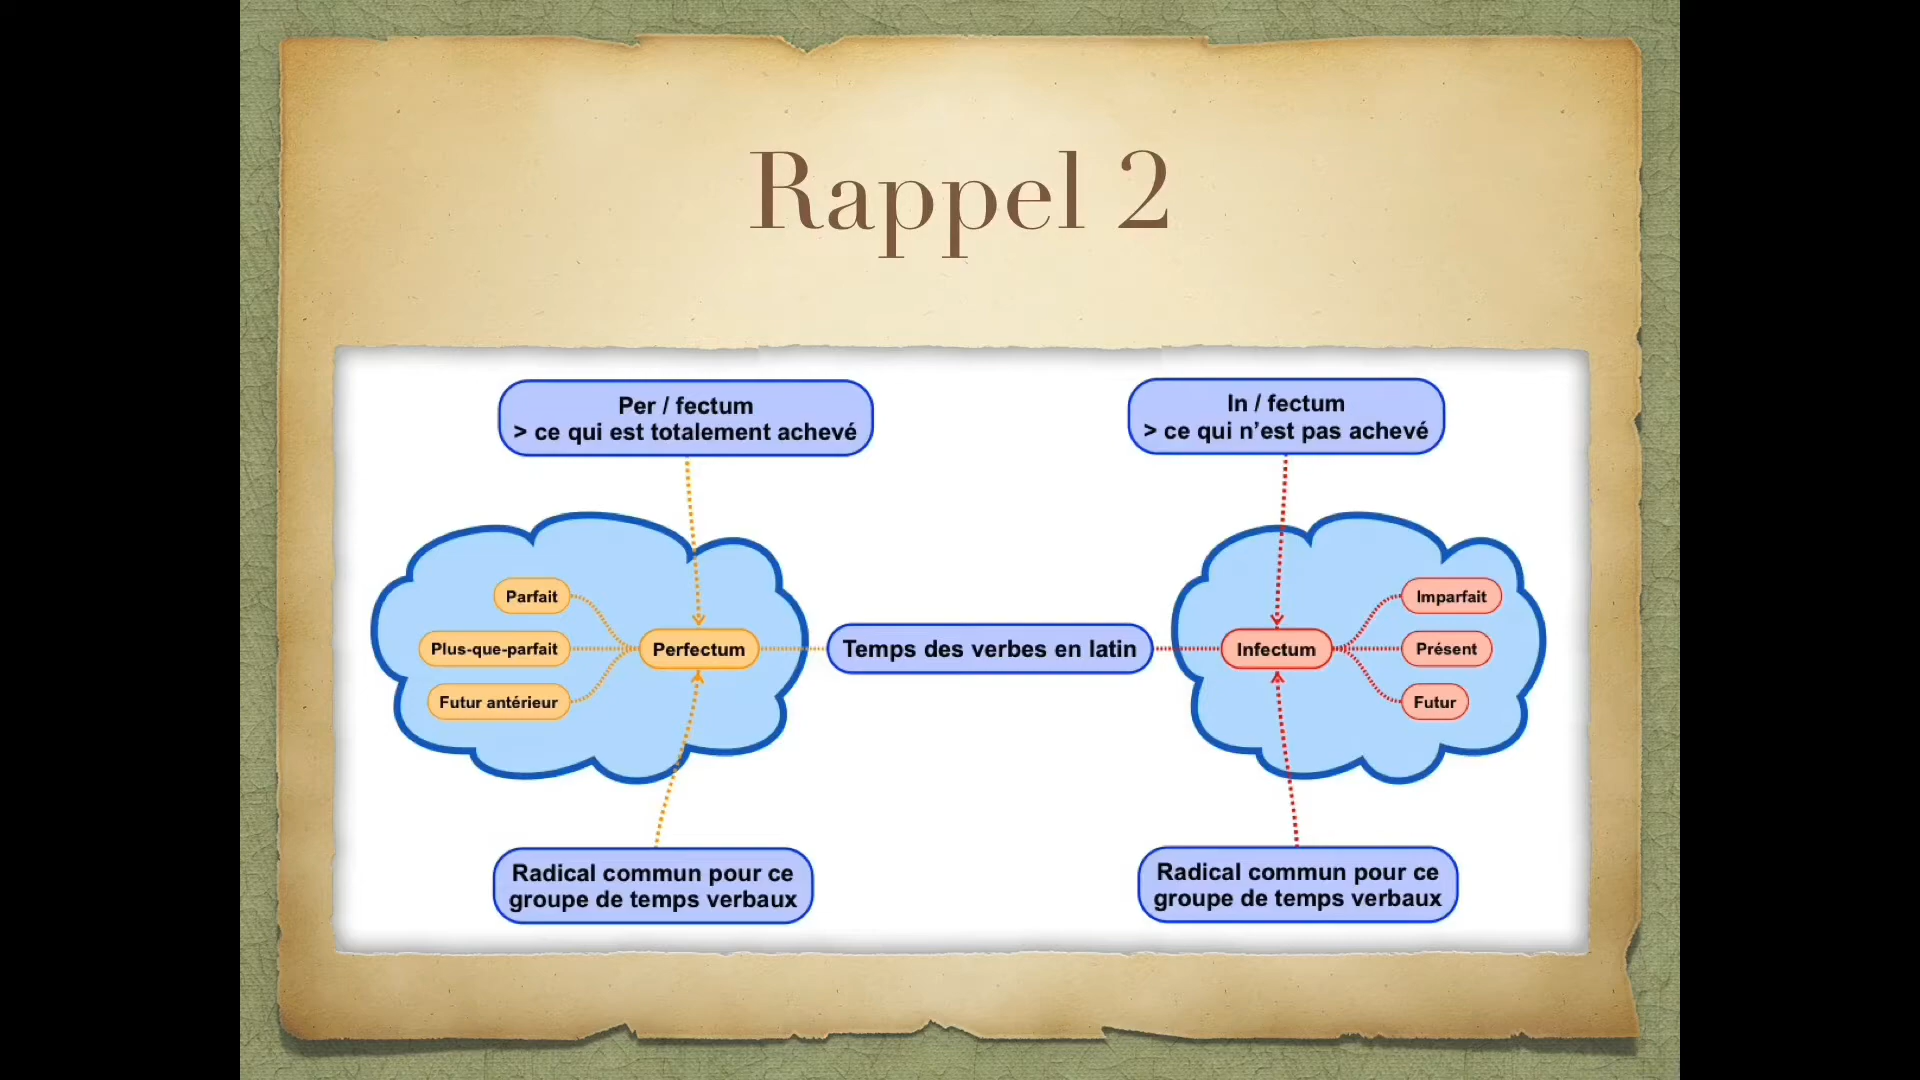 Rappel 2
Per / fectum
> ce qui est totalement achevé
In / fectum
> ce qui n’est pas achevé
Parfait
Plus-que-parfait
Futur antérieur
Perfectum
Temps des verbes en latin
Infectum
Imparfait
Présent
Futur
Radical commun pour ce
groupe de temps verbaux
Radical commun pour ce
groupe de temps verbaux